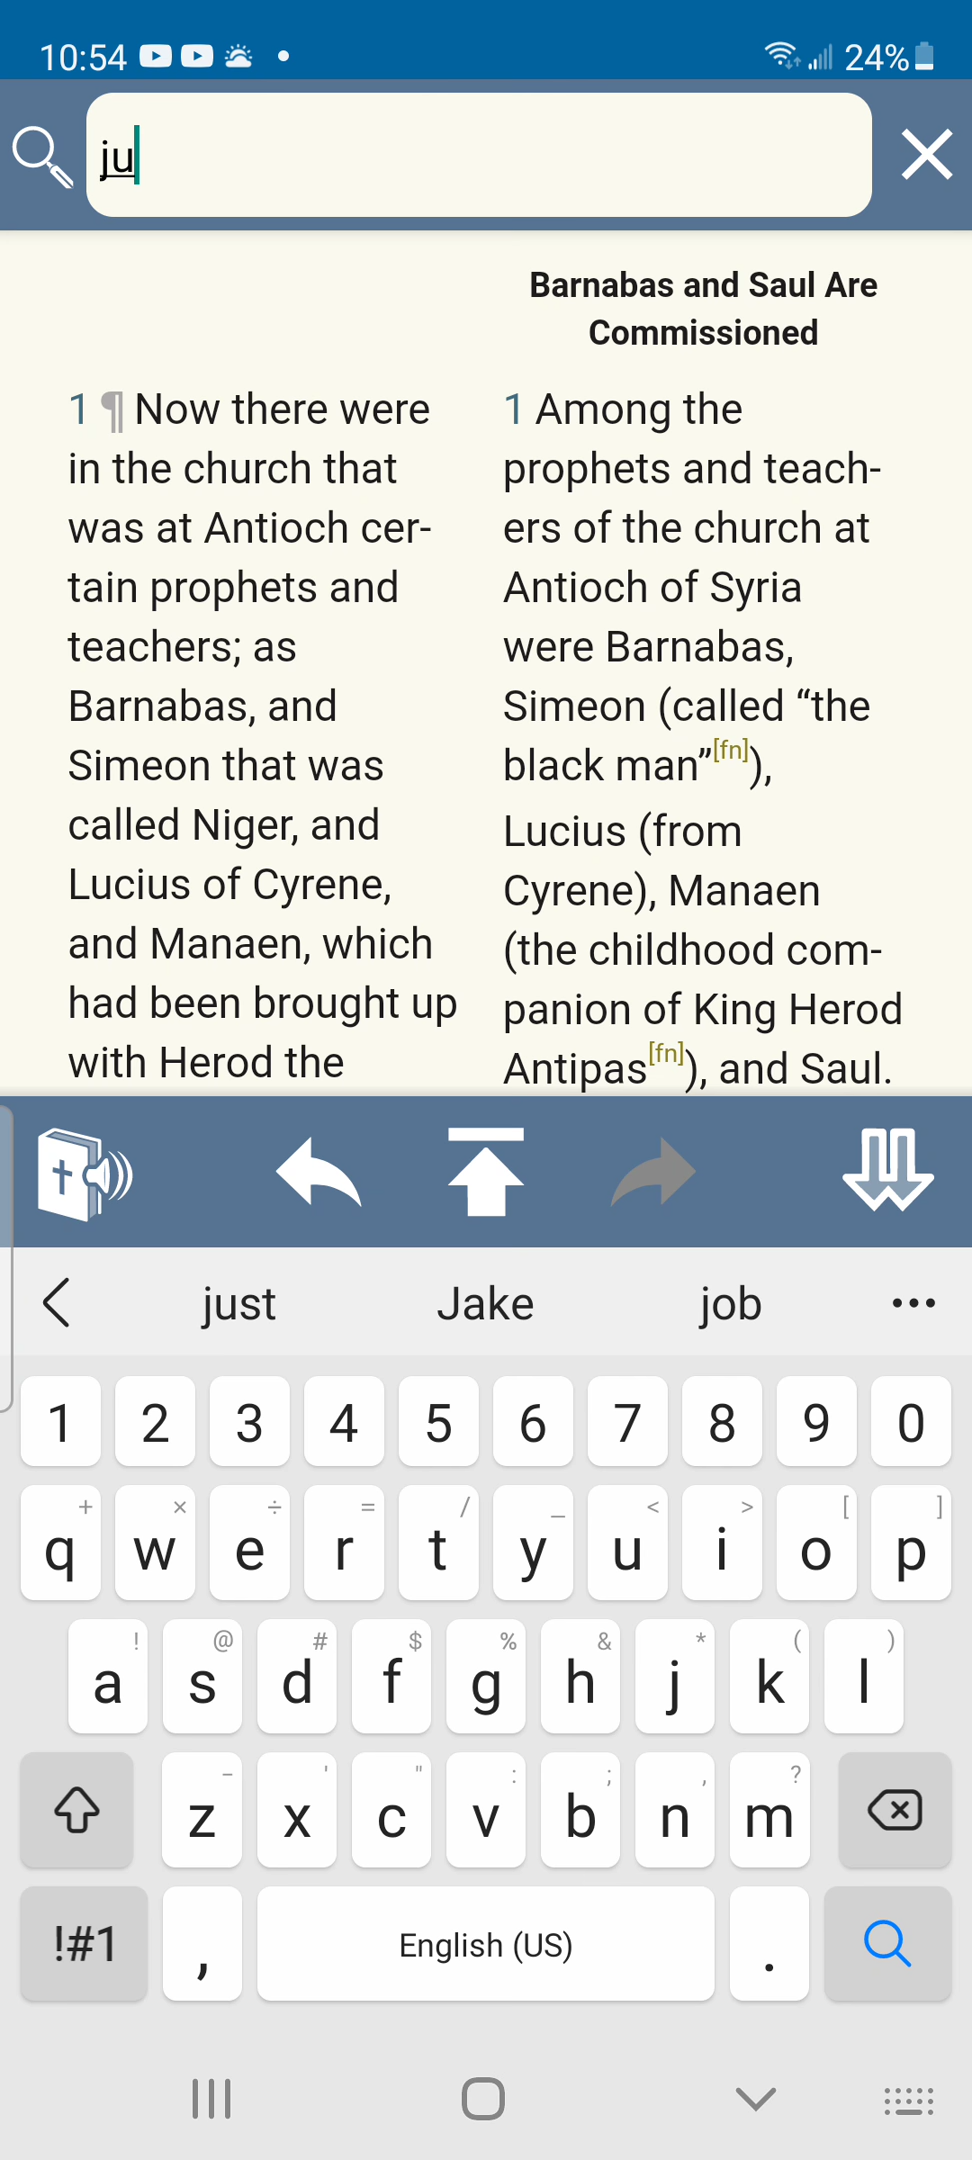 10:54
24%
ju
1 ¶ Now there were
in the church that
was at Antioch cer-
tain prophets and
teachers; as
Barnabas, and
Simeon that was
called Niger, and
Lucius of Cyrene,
and Manaen, which
had been brought up
with Herod the
Barnabas and Saul Are
Commissioned
1 Among the
prophets and teach-
ers of the church at
Antioch of Syria
were Barnabas,
Simeon (called “the
black man”[fn]),
Lucius (from
Cyrene), Manaen
(the childhood com-
panion of King Herod
Antipas[fn]), and Saul.
just Jake job •••
1 2 3 4 5 6 7 8 9 0
+ × ÷ = / _ < > [ ]
q w e r t y u i o p
! @ # $ % & * ( )
a s d f g h j k l
- ' " : ; , ?
z x c v b n m
!#1 , English (US) .